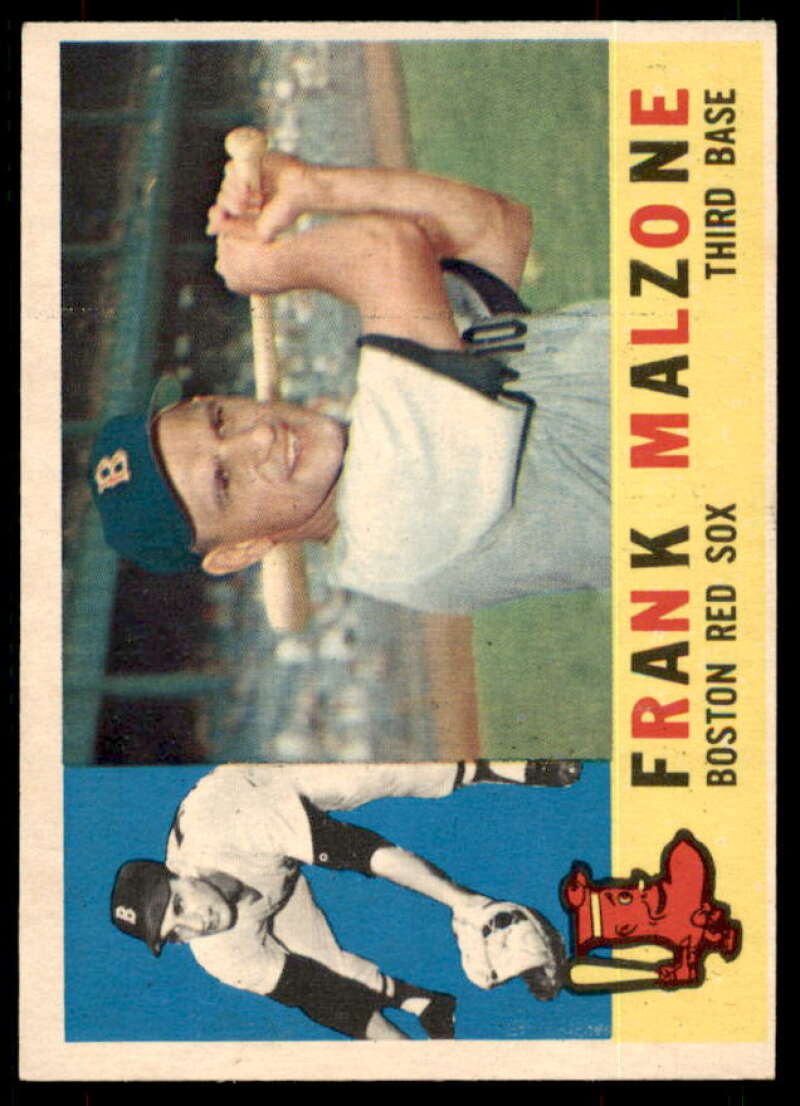 FRANK MALZONE
BOSTON RED SOX THIRD BASE
B
B